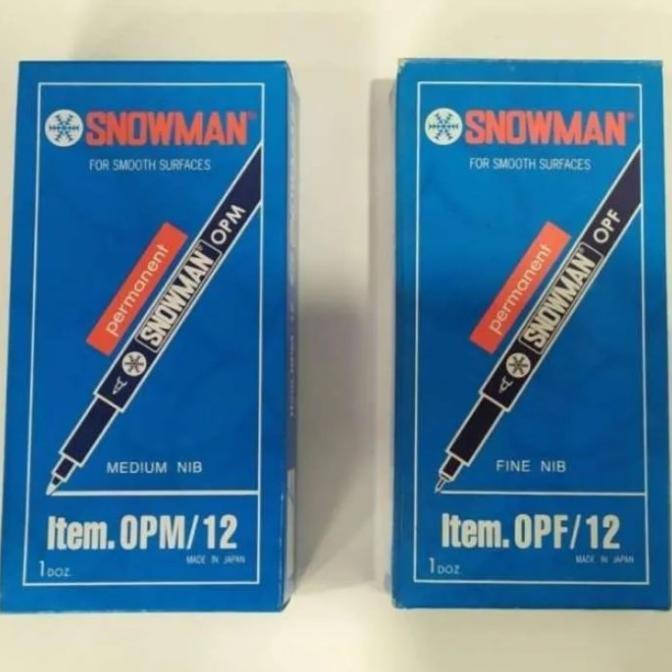 SNOWMAN®
FOR SMOOTH SURFACES
permanent
SNOWMAN® OPM
MEDIUM NIB
Item. OPM/12
MADE IN JAPAN
1 DOZ.
SNOWMAN®
FOR SMOOTH SURFACES
permanent
SNOWMAN® OPF
FINE NIB
Item. OPF/12
MADE IN JAPAN
1 DOZ.